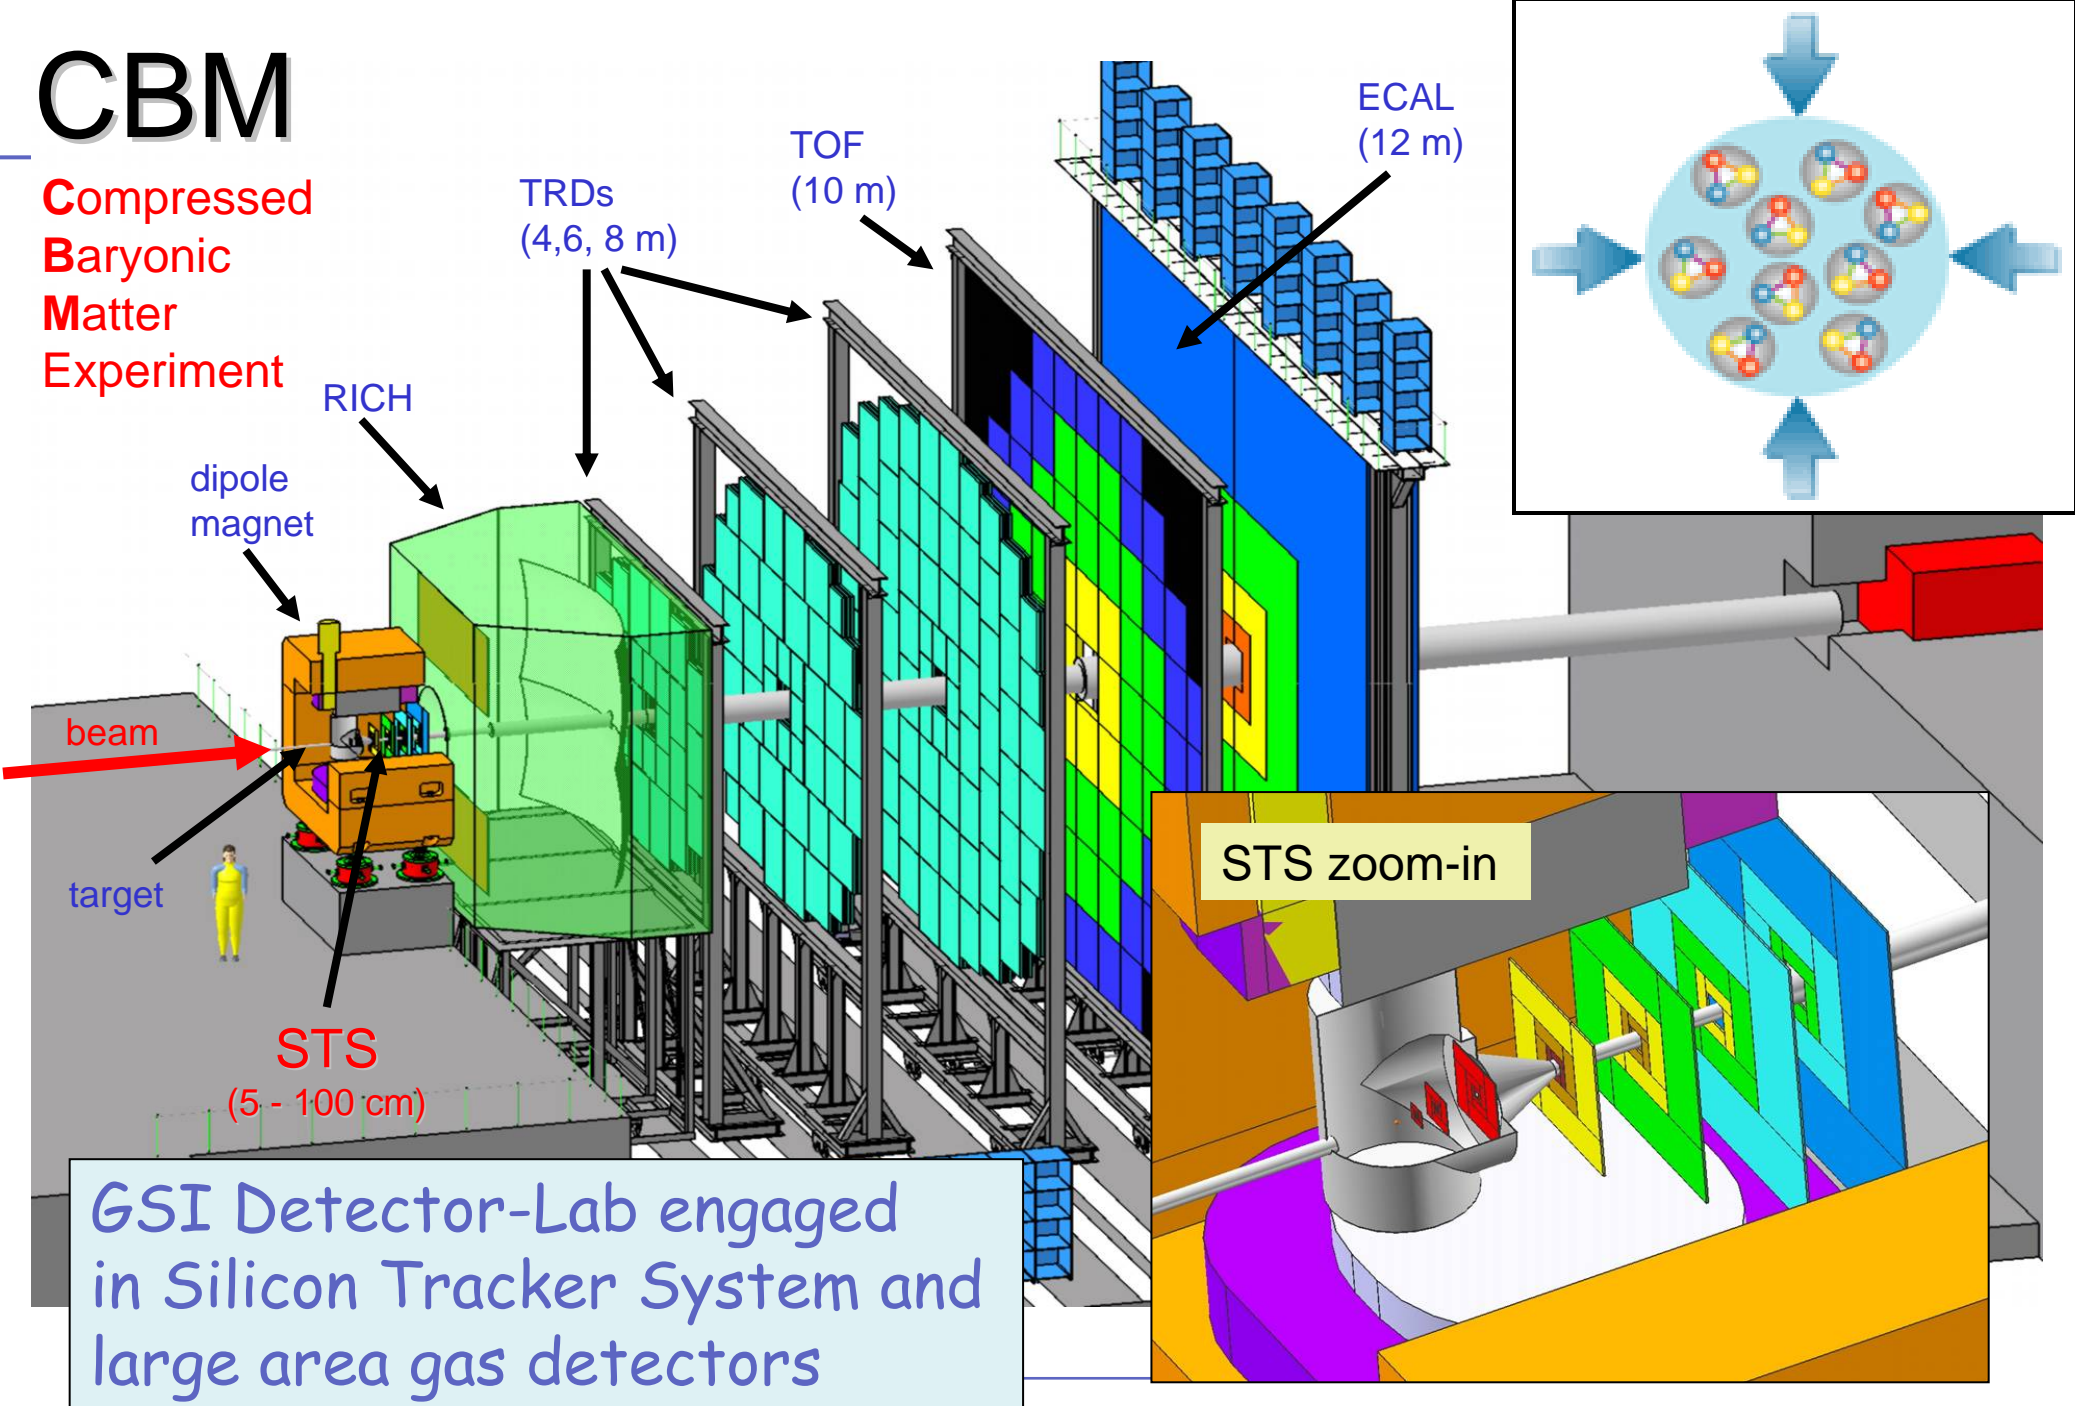 CBM
Compressed
Baryonic
Matter
Experiment
RICH
dipole
magnet
TRDs
(4,6, 8 m)
TOF
(10 m)
ECAL
(12 m)
beam
target
STS
(5 - 100 cm)
STS zoom-in
GSI Detector-Lab engaged
in Silicon Tracker System and
large area gas detectors